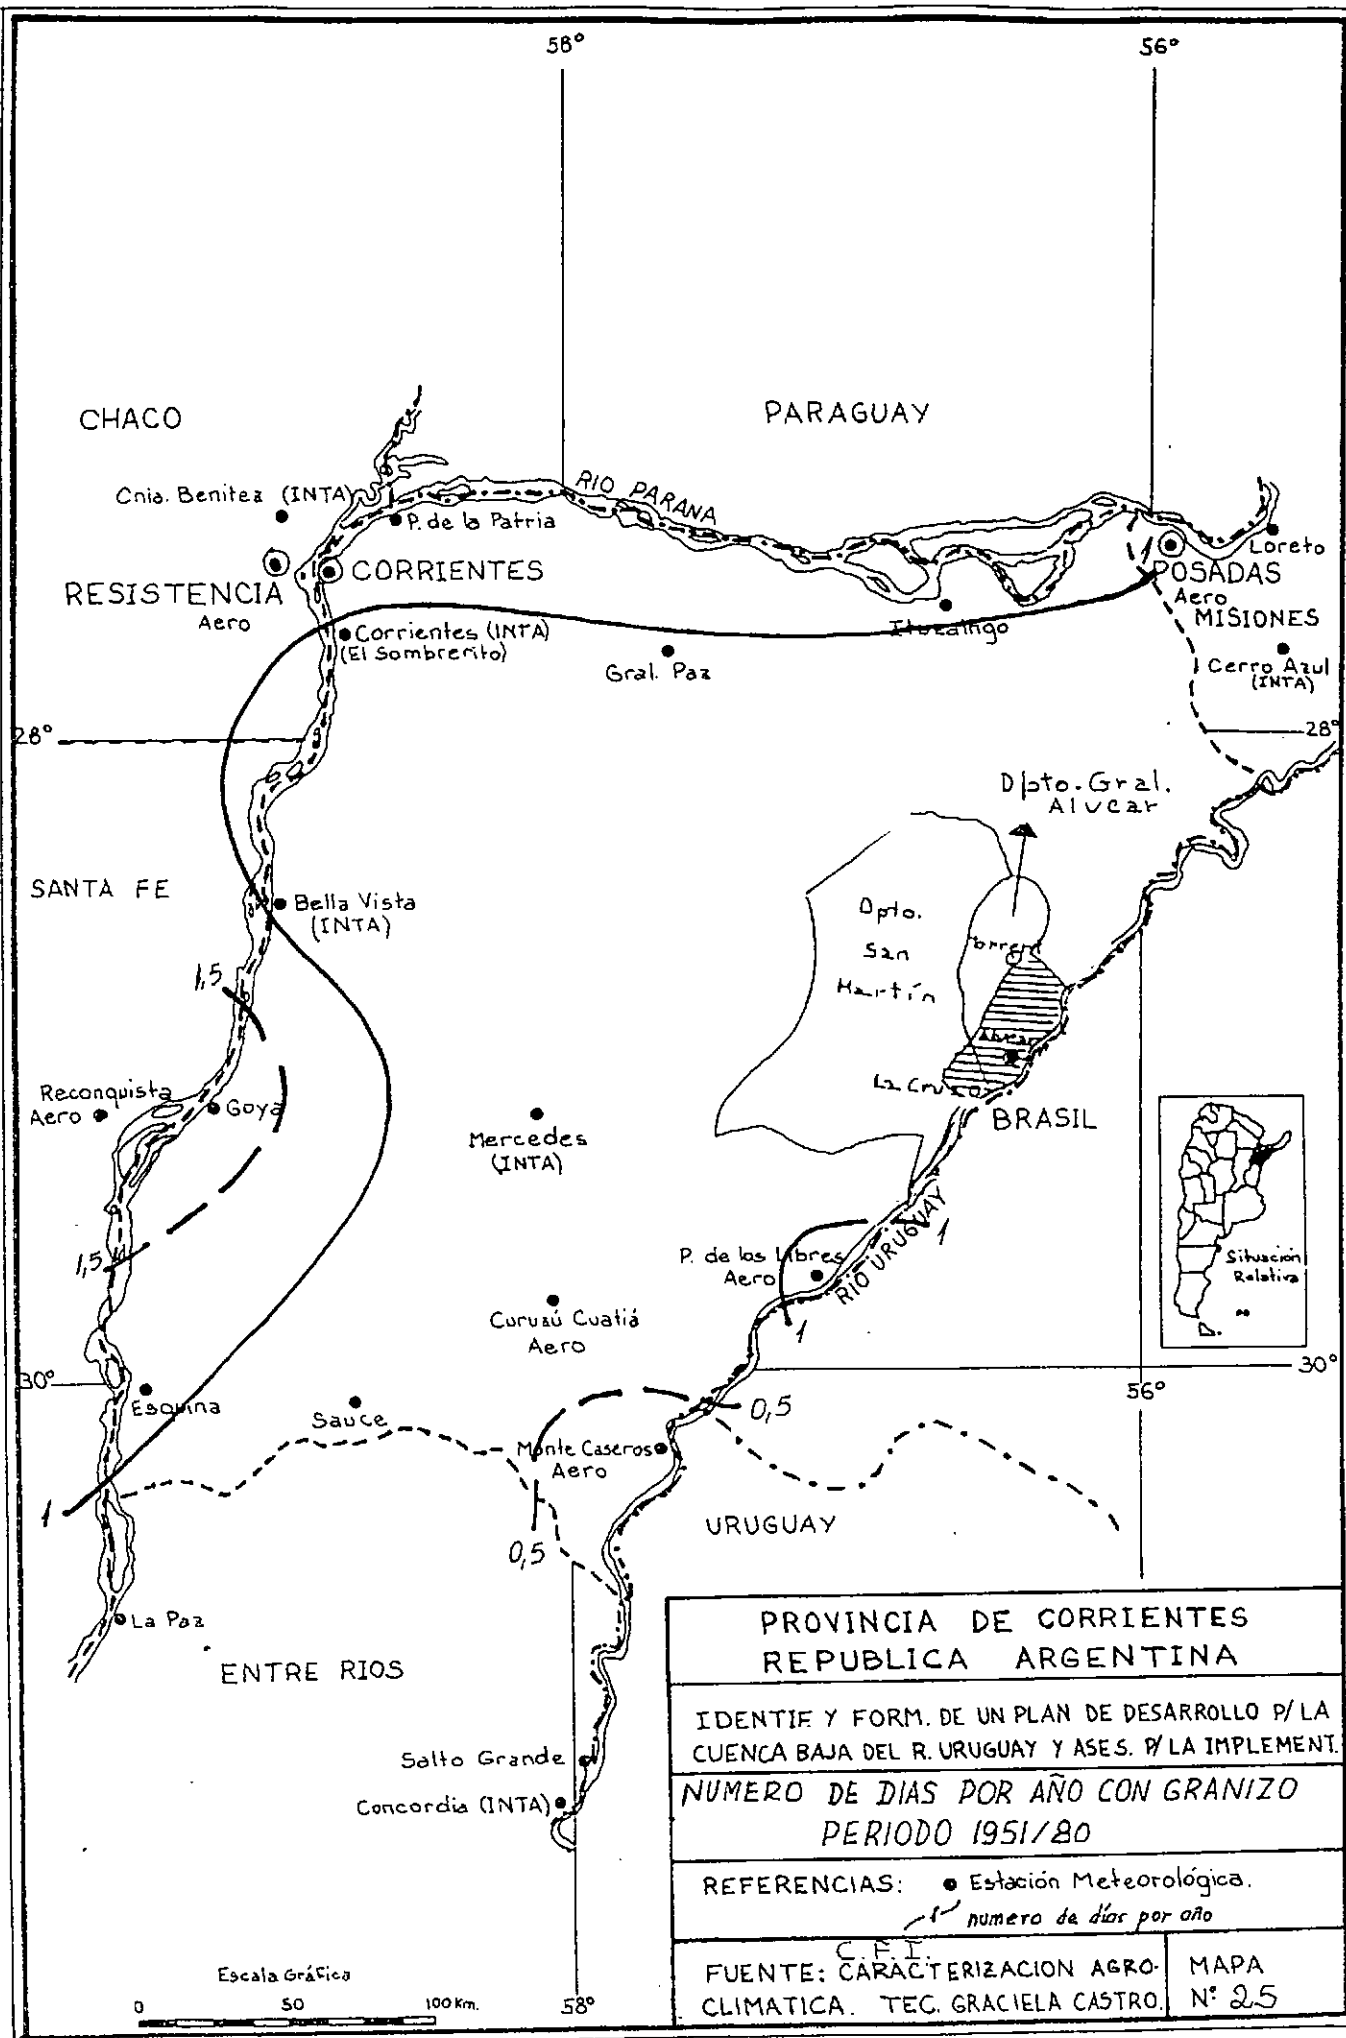 58°
56°
CHACO
PARAGUAY
Cnia. Benitez (INTA)
P. de la Patria
RIO PARANA
Loreto
RESISTENCIA
Aero
CORRIENTES
POSADAS
Aero
MISIONES
1
Corrientes (INTA)
(El Sombrerito)
Ituzaingo
Gral. Paz
Cerro Azul
(INTA)
28°
28°
Dpto. Gral.
Alvear
SANTA FE
Bella Vista
(INTA)
Dpto.
San
Martín
Torrent
1,5
Alvear
La Cruz
Reconquista
Aero
Goya
BRASIL
Mercedes
(INTA)
1,5
P. de los Libres
Aero
RIO URUGUAY
1
1
Situación
Relativa
Curuzú Cuatiá
Aero
30°
30°
56°
Esquina
Sauce
0,5
Monte Caseros
Aero
1
0,5
URUGUAY
La Paz
ENTRE RIOS
Salto Grande
Concordia (INTA)
58°
Escala Gráfica
0 50 100 Km.
PROVINCIA DE CORRIENTES
REPUBLICA ARGENTINA
IDENTIF. Y FORM. DE UN PLAN DE DESARROLLO P/ LA
CUENCA BAJA DEL R. URUGUAY Y ASES. P/ LA IMPLEMENT.
NUMERO DE DIAS POR AÑO CON GRANIZO
PERIODO 1951/80
REFERENCIAS: ● Estación Meteorológica.
1 numero de días por año
C.F.I.
FUENTE: CARACTERIZACION AGRO-
CLIMATICA. TEC. GRACIELA CASTRO.
MAPA
N° 25